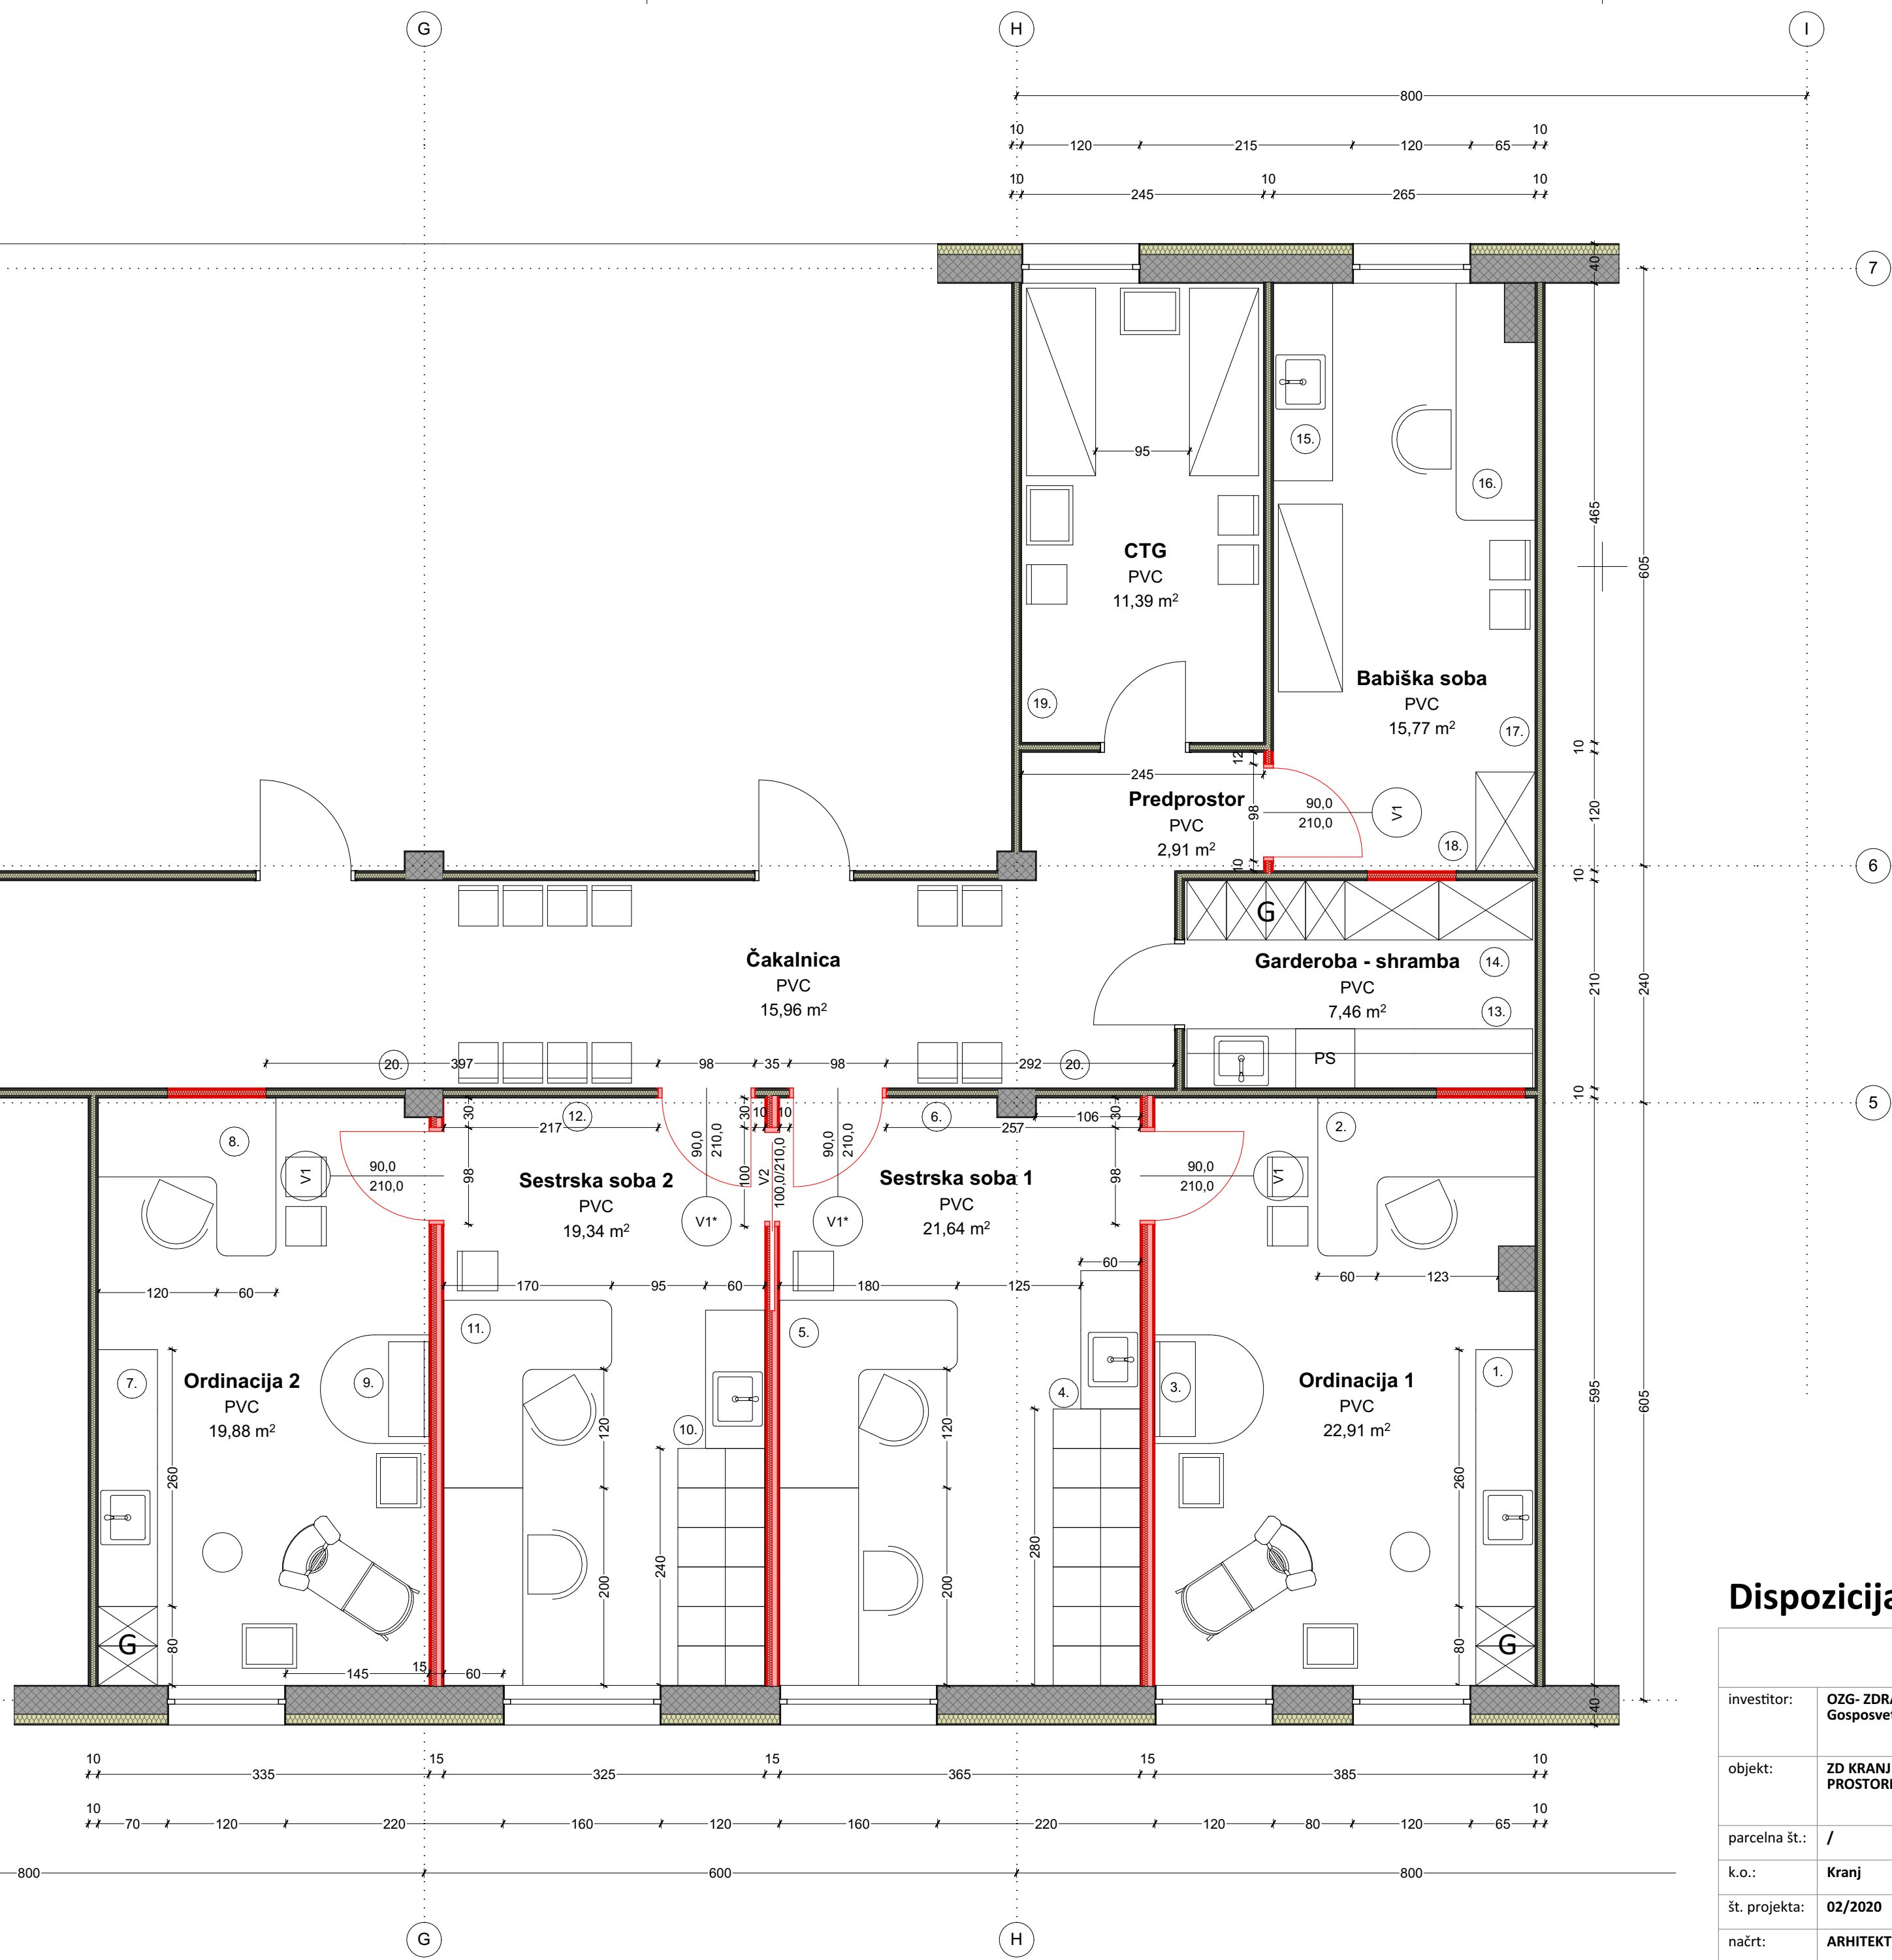 G
H
I
800
10
120
215
120
65
10
10
245
10
265
10
7
40
15.
95
16.
465
605
CTG
PVC
11,39 m²
Babiška soba
PVC
15,77 m²
19.
17.
10
12
245
Predprostor
PVC
2,91 m²
98
90,0
210,0
V1
120
10
18.
6
10
G
Čakalnica
PVC
15,96 m²
Garderoba - shramba
PVC
7,46 m²
14.
13.
210
240
20.
397
98
35
98
292
20.
PS
10
5
8.
30
12.
217
30
10
10
6.
106
257
30
2.
V1
90,0
210,0
98
Sestrska soba 2
PVC
19,34 m²
90,0
210,0
V1*
100
V2
100,0/210,0
90,0
210,0
V1*
Sestrska soba 1
PVC
21,64 m²
98
90,0
210,0
V1
120
60
170
95
60
180
125
60
60
123
11.
5.
7.
Ordinacija 2
PVC
19,88 m²
9.
120
10.
120
4.
3.
Ordinacija 1
PVC
22,91 m²
1.
595
605
260
240
200
280
200
260
G
80
145
15
60
80
G
40
Dispozicija
investitor:
OZG- ZDRA
Gosposvet
objekt:
ZD KRANJ
PROSTORI
parcelna št.:
/
k.o.:
Kranj
št. projekta:
02/2020
načrt:
ARHITEKT
10
335
15
325
15
365
15
385
10
10
70
120
220
160
120
160
220
120
80
120
65
10
800
600
800
G
H